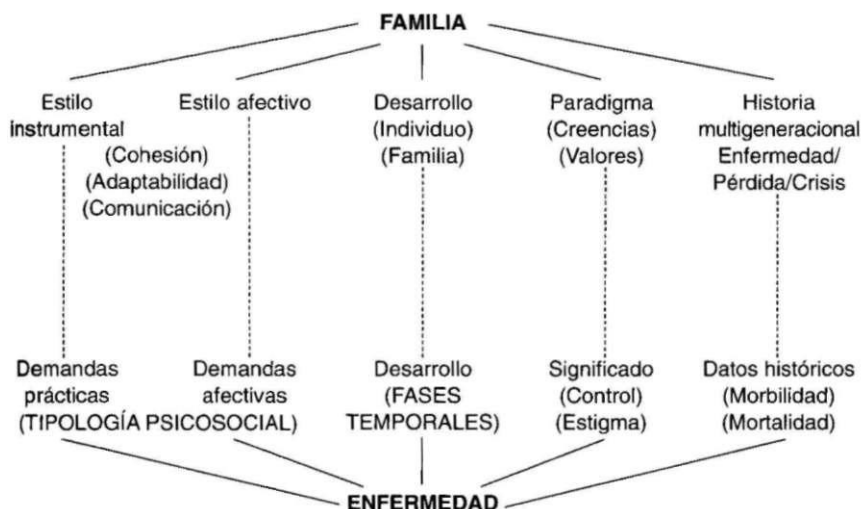 FAMILIA
Estilo
instrumental
Estilo afectivo
(Cohesión)
(Adaptabilidad)
(Comunicación)
Desarrollo
(Individuo)
(Familia)
Paradigma
(Creencias)
(Valores)
Historia
multigeneracional
Enfermedad/
Pérdida/Crisis
Demandas
prácticas
Demandas
afectivas
(TIPOLOGÍA PSICOSOCIAL)
Desarrollo
(FASES
TEMPORALES)
Significado
(Control)
(Estigma)
Datos históricos
(Morbilidad)
(Mortalidad)
ENFERMEDAD